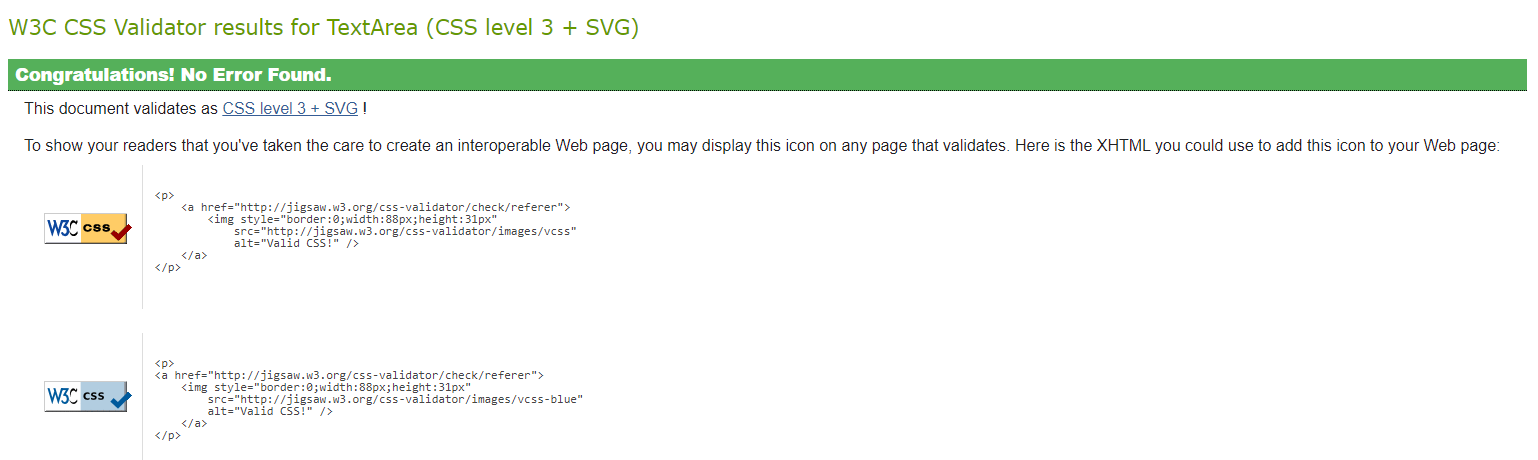 W3C CSS Validator results for TextArea (CSS level 3 + SVG)
Congratulations! No Error Found.
This document validates as CSS level 3 + SVG !
To show your readers that you've taken the care to create an interoperable Web page, you may display this icon on any page that validates. Here is the XHTML you could use to add this icon to your Web page:
W3C css
<p>
    <a href="http://jigsaw.w3.org/css-validator/check/referer">
        <img style="border:0;width:88px;height:31px"
            src="http://jigsaw.w3.org/css-validator/images/vcss"
            alt="Valid CSS!" />
    </a>
</p>
W3C css
<p>
<a href="http://jigsaw.w3.org/css-validator/check/referer">
    <img style="border:0;width:88px;height:31px"
        src="http://jigsaw.w3.org/css-validator/images/vcss-blue"
        alt="Valid CSS!" />
    </a>
</p>